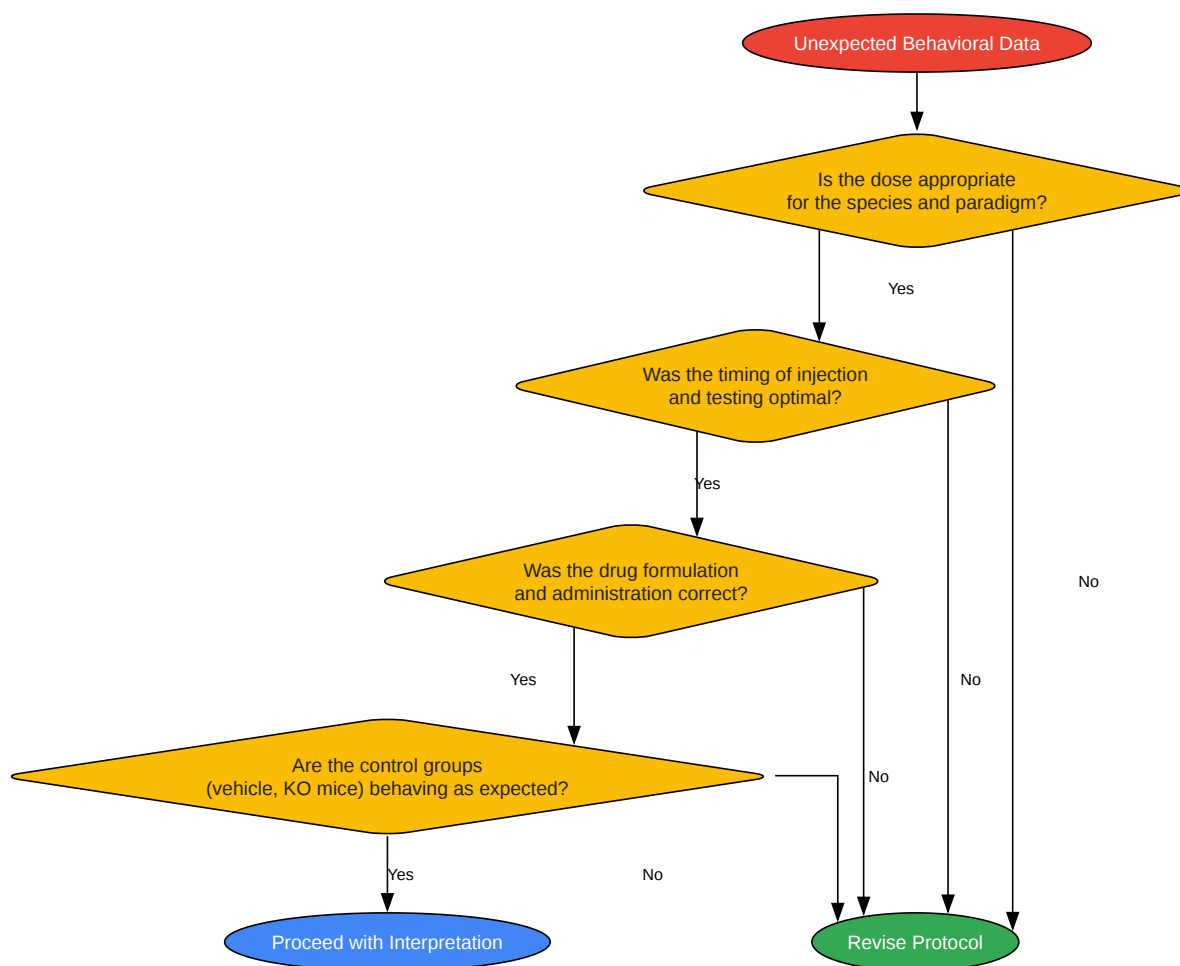 Unexpected Behavioral Data
Is the dose appropriate
for the species and paradigm?
Yes
Was the timing of injection
and testing optimal?
Yes
Was the drug formulation
and administration correct?
No
Yes
No
Are the control groups
(vehicle, KO mice) behaving as expected?
No
Yes
No
Proceed with Interpretation
Revise Protocol